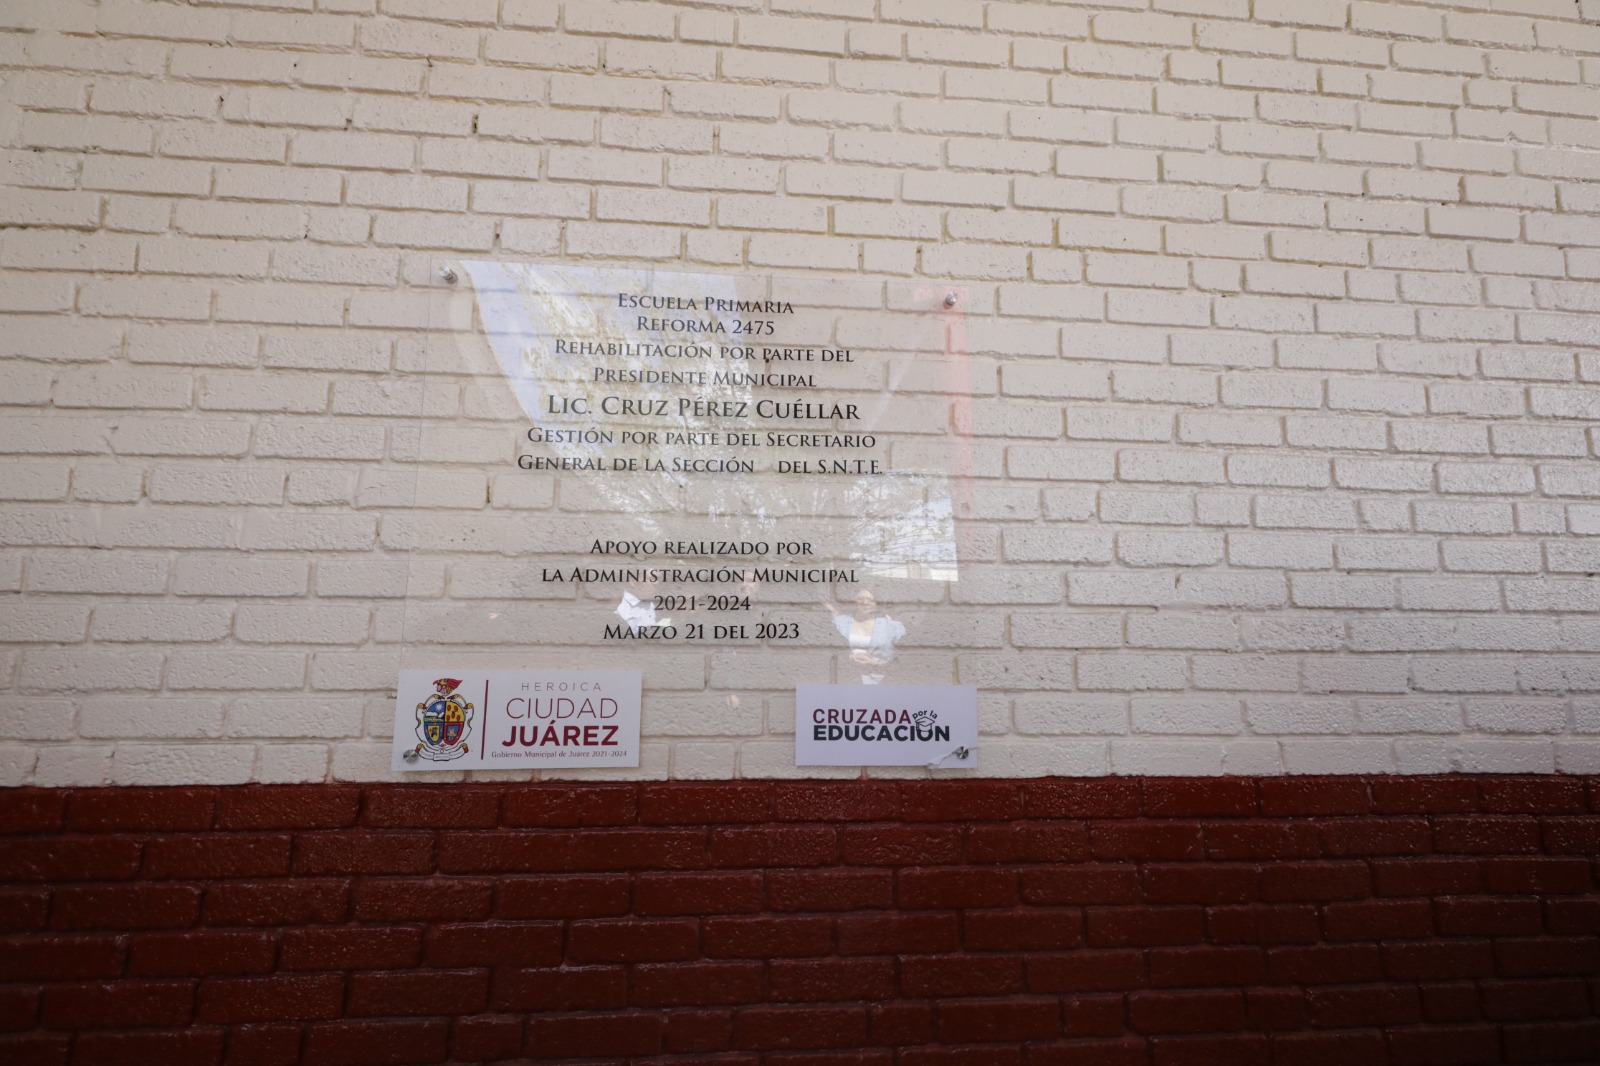 ESCUELA PRIMARIA
REFORMA 2475
REHABILITACIÓN POR PARTE DEL
PRESIDENTE MUNICIPAL
LIC. CRUZ PÉREZ CUÉLLAR
GESTIÓN POR PARTE DEL SECRETARIO
GENERAL DE LA SECCIÓN DEL S.N.T.E.
APOYO REALIZADO POR
LA ADMINISTRACIÓN MUNICIPAL
2021-2024
MARZO 21 DEL 2023
HEROICA
CIUDAD
JUÁREZ
Gobierno Municipal de Juárez 2021-2024
CRUZADA por la
EDUCACIÓN